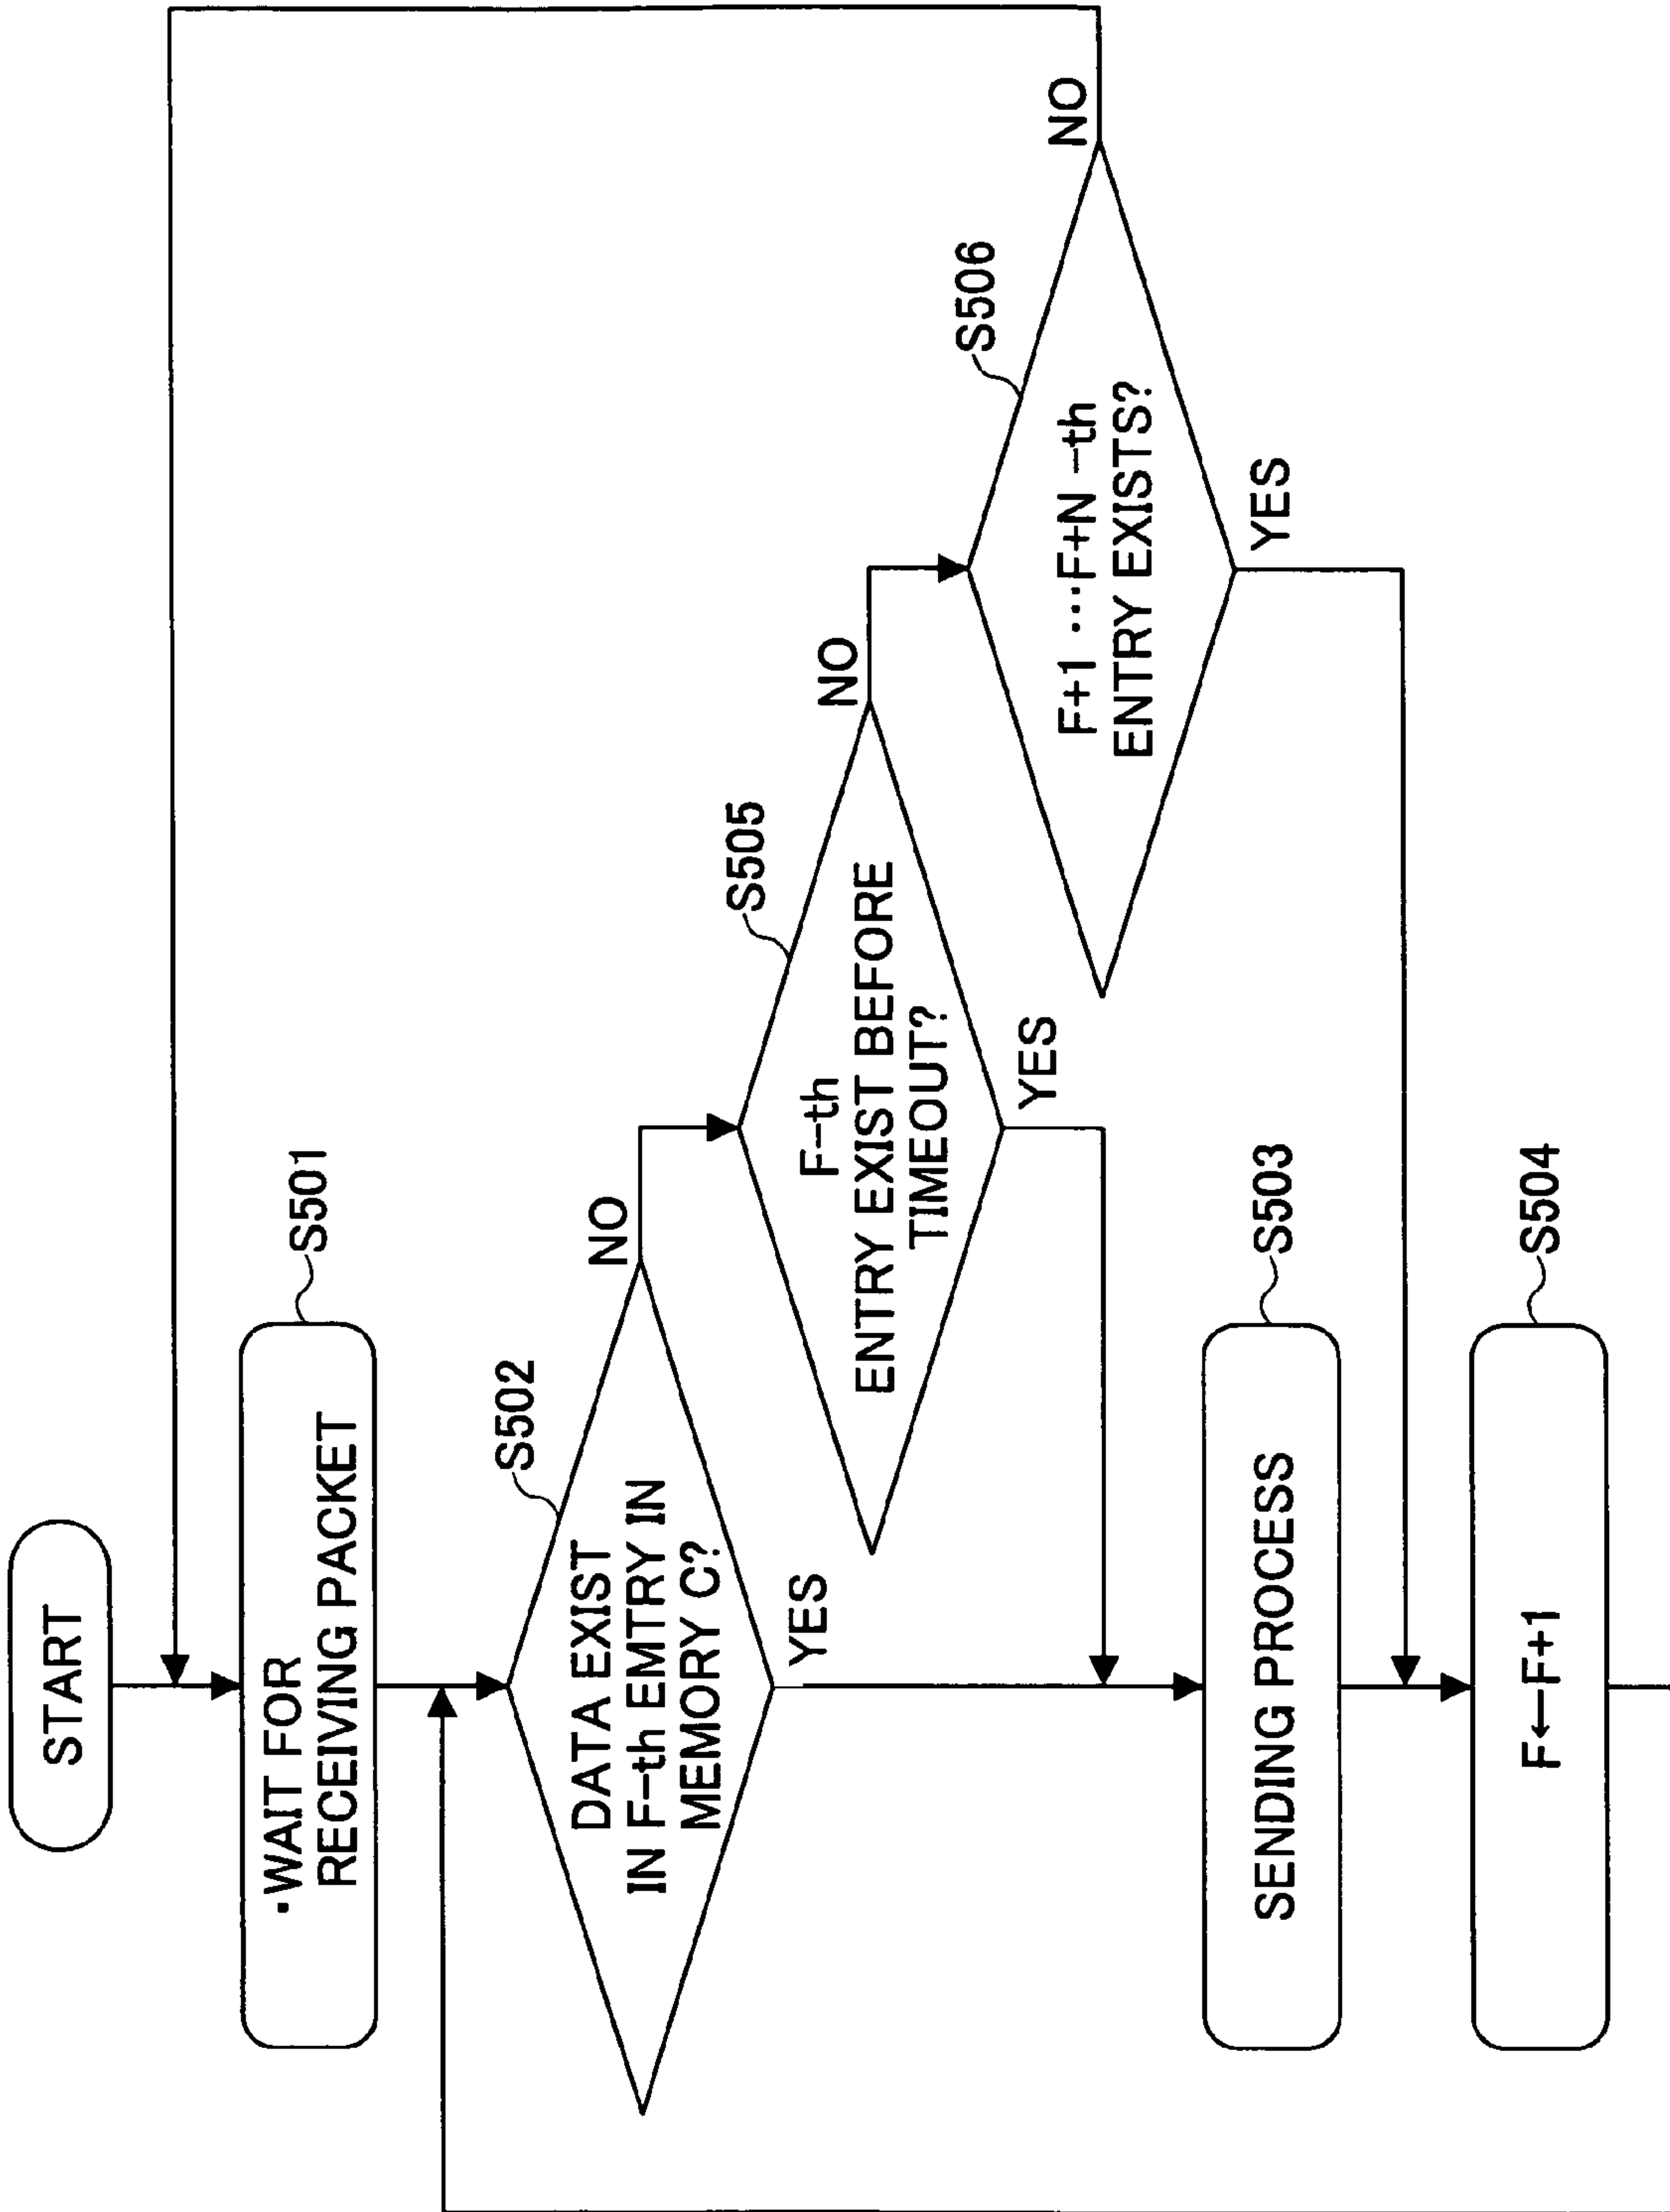 START
·WAIT FOR
RECEIVING PACKET
S501
DATA EXIST
IN F-th EMTRY IN
MEMORY C?
S502
NO
YES
F-th
ENTRY EXIST BEFORE
TIMEOUT?
S505
NO
YES
F+1 ···F+N -th
ENTRY EXISTS?
S506
NO
YES
SENDING PROCESS
S503
F←F+1
S504